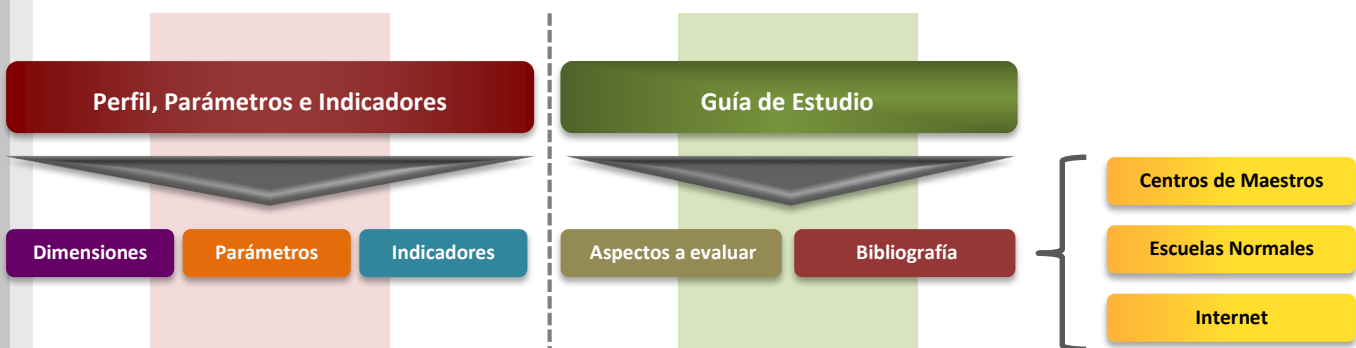 Perfil, Parámetros e Indicadores
Guía de Estudio
Dimensiones
Parámetros
Indicadores
Aspectos a evaluar
Bibliografía
Centros de Maestros
Escuelas Normales
Internet